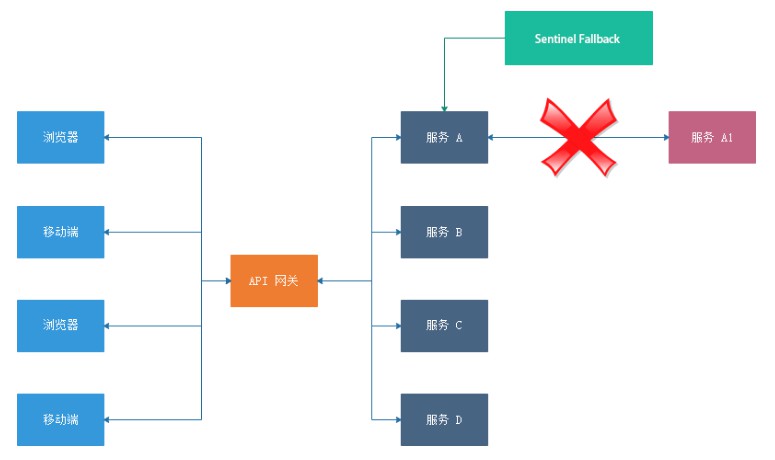 Sentinel Fallback
浏览器
服务 A
服务 A1
移动端
服务 B
API 网关
浏览器
服务 C
移动端
服务 D